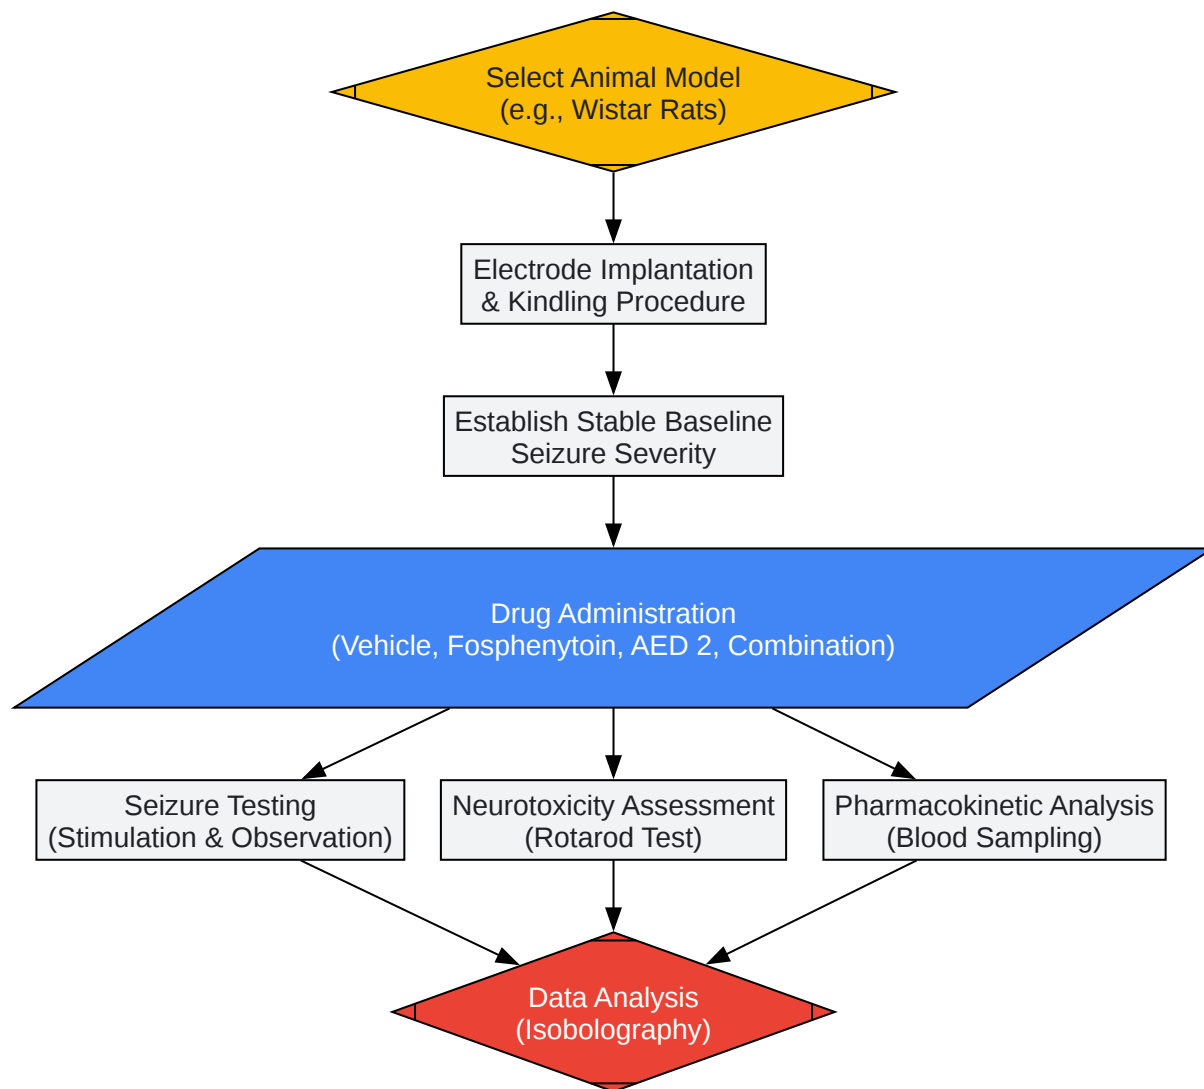 Select Animal Model
(e.g., Wistar Rats)
Electrode Implantation
& Kindling Procedure
Establish Stable Baseline
Seizure Severity
Drug Administration
(Vehicle, Fosphenytoin, AED 2, Combination)
Seizure Testing
(Stimulation & Observation)
Neurotoxicity Assessment
(Rotarod Test)
Pharmacokinetic Analysis
(Blood Sampling)
Data Analysis
(Isobolography)